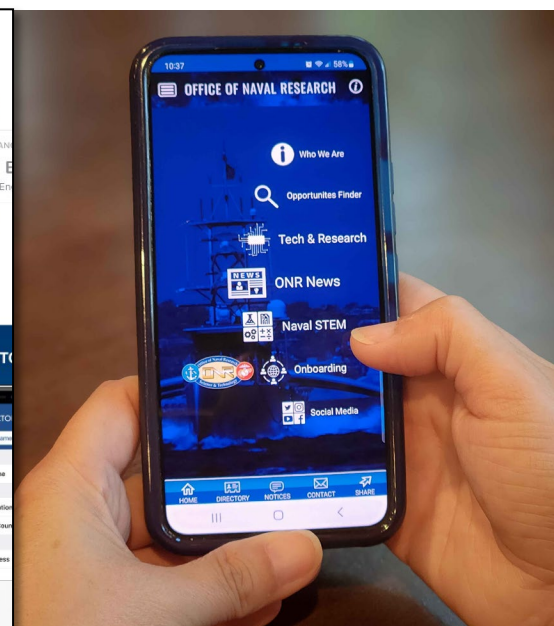 10:37
58%
OFFICE OF NAVAL RESEARCH
Who We Are
Opportunites Finder
Tech & Research
NEWS
ONR News
Naval STEM
Onboarding
Social Media
HOME DIRECTORY NOTICES CONTACT SHARE